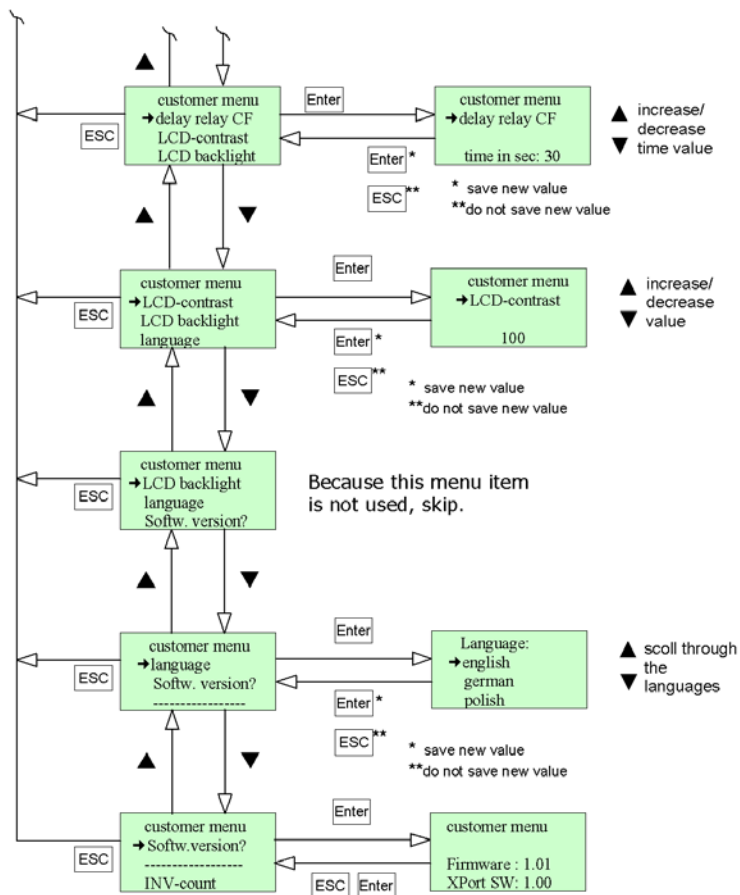 customer menu
➔delay relay CF
LCD-contrast
LCD backlight
ESC
Enter
Enter *
ESC **
customer menu
➔delay relay CF
time in sec: 30
* save new value
**do not save new value
▲ increase/
decrease
▼ time value
customer menu
➔LCD-contrast
LCD backlight
language
ESC
Enter
Enter *
ESC **
customer menu
➔LCD-contrast
100
* save new value
**do not save new value
▲ increase/
decrease
▼ value
customer menu
➔LCD backlight
language
Softw. version?
ESC
Because this menu item
is not used, skip.
customer menu
➔language
Softw. version?
-----------------
ESC
Enter
Enter *
ESC **
Language:
➔english
german
polish
* save new value
**do not save new value
▲ scoll through
the
▼ languages
customer menu
➔Softw.version?
------------------
INV-count
ESC
Enter
ESC Enter
customer menu
Firmware : 1.01
XPort SW: 1.00